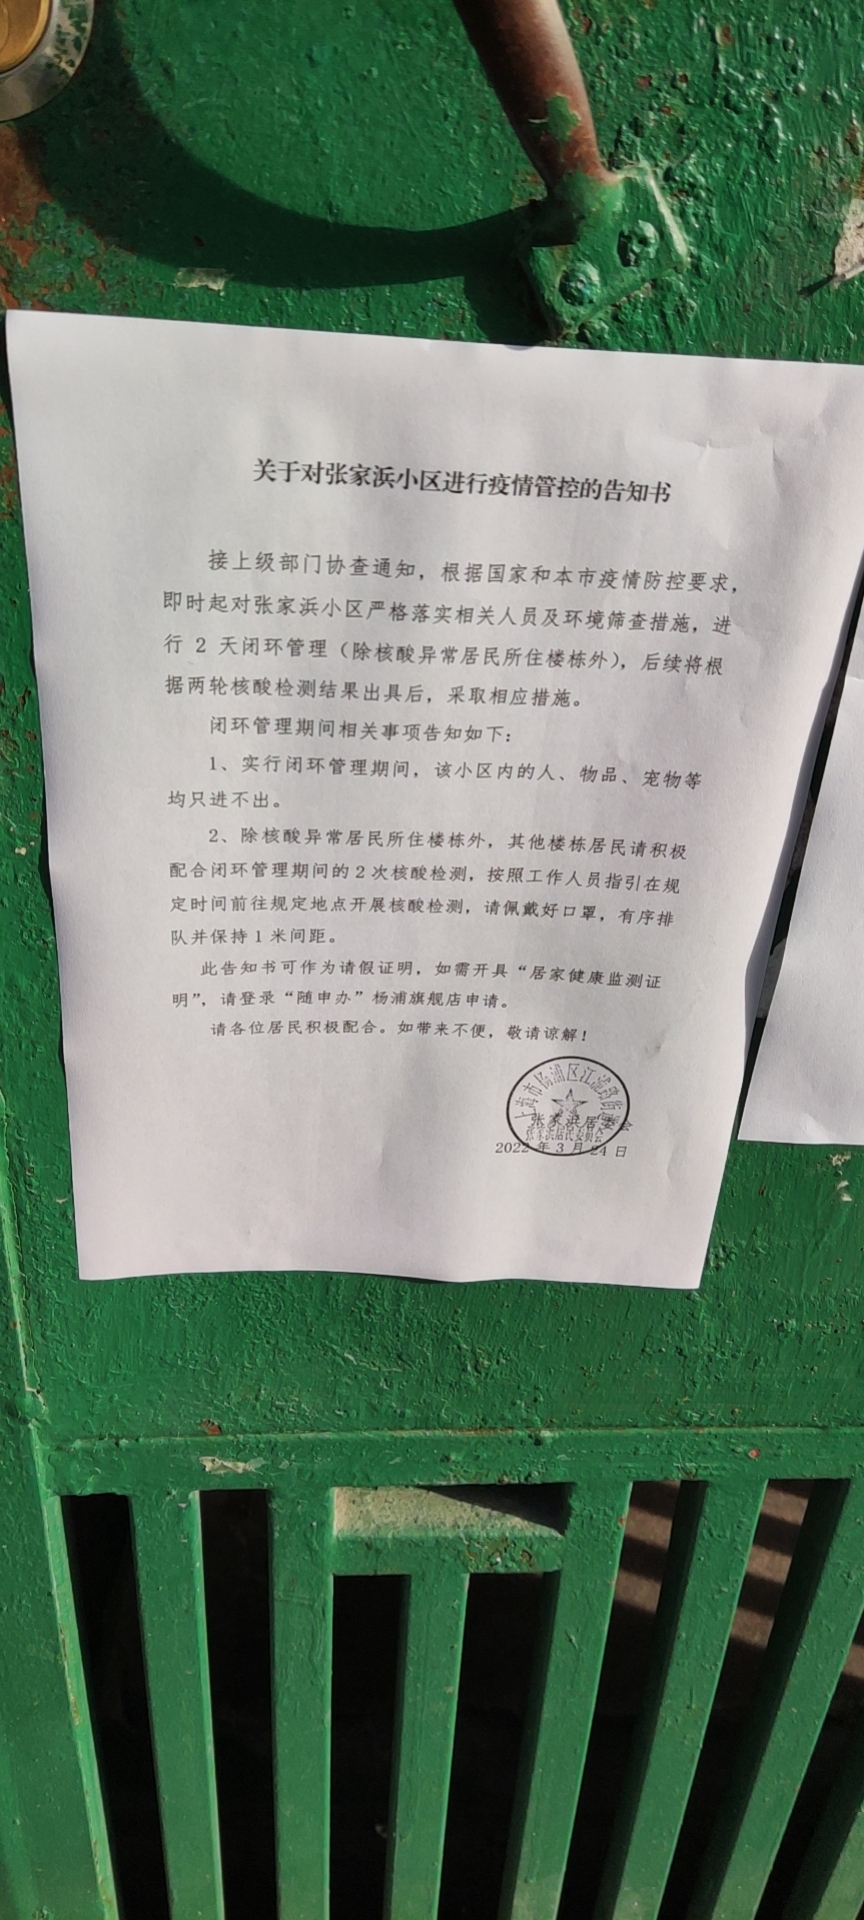 关于对张家浜小区进行疫情管控的告知书
接上级部门协查通知，根据国家和本市疫情防控要求，
即时起对张家浜小区严格落实相关人员及环境筛查措施，进
行 2 天闭环管理（除核酸异常居民所住楼栋外），后续将根
据两轮核酸检测结果出具后，采取相应措施。
闭环管理期间相关事项告知如下：
1、实行闭环管理期间，该小区内的人、物品、宠物等
均只进不出。
2、除核酸异常居民所住楼栋外，其他楼栋居民请积极
配合闭环管理期间的 2 次核酸检测，按照工作人员指引在规
定时间前往规定地点开展核酸检测，请佩戴好口罩，有序排
队并保持 1 米间距。
此告知书可作为请假证明，如需开具“居家健康监测证
明”，请登录“随申办”杨浦旗舰店申请。
请各位居民积极配合。如带来不便，敬请谅解！
上海市杨浦区江浦路街道
张家浜居委会
张家浜居民委员会
2022 年 3 月 24 日